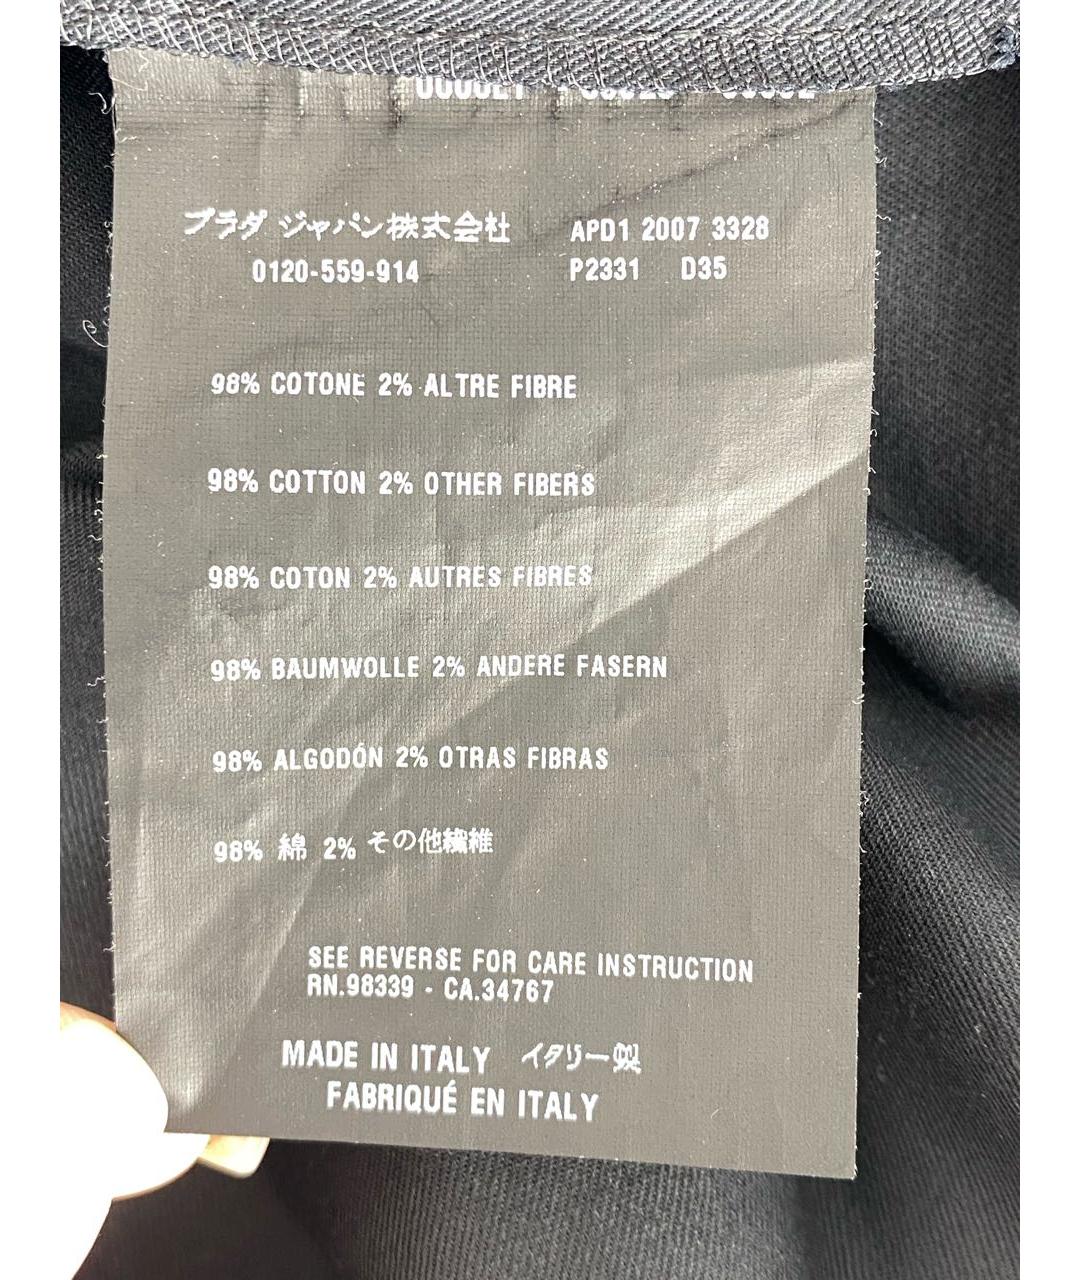 プラダ ジャパン株式会社 APD1 2007 3328
0120-559-914 P2331 D35
98% COTONE 2% ALTRE FIBRE
98% COTTON 2% OTHER FIBERS
98% COTON 2% AUTRES FIBRES
98% BAUMWOLLE 2% ANDERE FASERN
98% ALGODÓN 2% OTRAS FIBRAS
98% 綿 2% その他繊維
SEE REVERSE FOR CARE INSTRUCTION
RN.98339 - CA.34767
MADE IN ITALY イタリー製
FABRIQUÉ EN ITALY